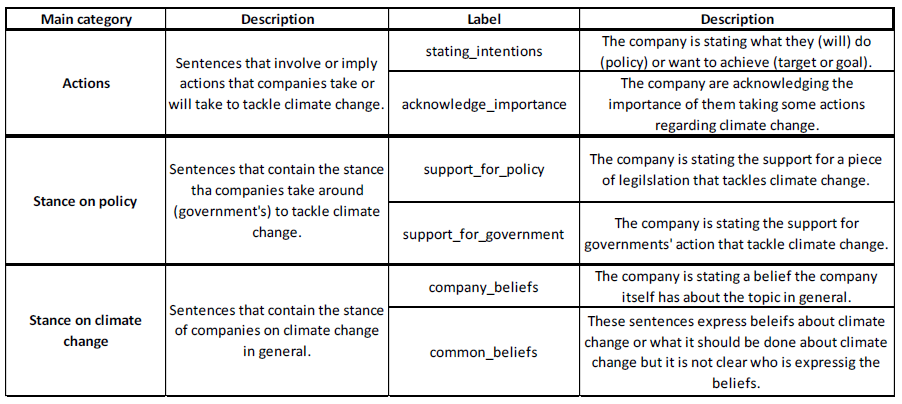 Main category Description Label Description
Actions
Sentences that involve or imply
actions that companies take or
will take to tackle climate change.
stating_intentions
The company is stating what they (will) do
(policy) or want to achieve (target or goal).
acknowledge_importance
The company are acknowledging the
importance of them taking some actions
regarding climate change.
Stance on policy
Sentences that contain the stance
tha companies take around
(government's) to tackle climate
change.
support_for_policy
The company is stating the support for a piece
of legilslation that tackles climate change.
support_for_government
The company is stating the support for
governments' action that tackle climate change.
Stance on climate
change
Sentences that contain the stance
of companies on climate change
in general.
company_beliefs
The company is stating a belief the company
itself has about the topic in general.
common_beliefs
These sentences express beleifs about climate
change or what it should be done about climate
change but it is not clear who is expressig the
beliefs.